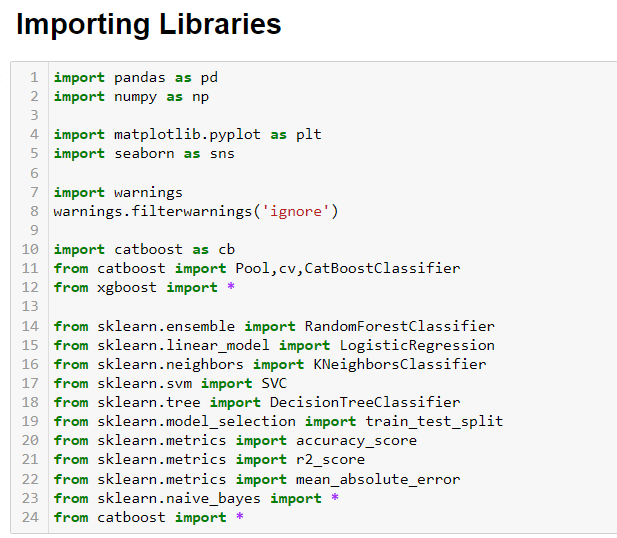 Importing Libraries
1 import pandas as pd
2 import numpy as np
3
4 import matplotlib.pyplot as plt
5 import seaborn as sns
6
7 import warnings
8 warnings.filterwarnings('ignore')
9
10 import catboost as cb
11 from catboost import Pool,cv,CatBoostClassifier
12 from xgboost import *
13
14 from sklearn.ensemble import RandomForestClassifier
15 from sklearn.linear_model import LogisticRegression
16 from sklearn.neighbors import KNeighborsClassifier
17 from sklearn.svm import SVC
18 from sklearn.tree import DecisionTreeClassifier
19 from sklearn.model_selection import train_test_split
20 from sklearn.metrics import accuracy_score
21 from sklearn.metrics import r2_score
22 from sklearn.metrics import mean_absolute_error
23 from sklearn.naive_bayes import *
24 from catboost import *